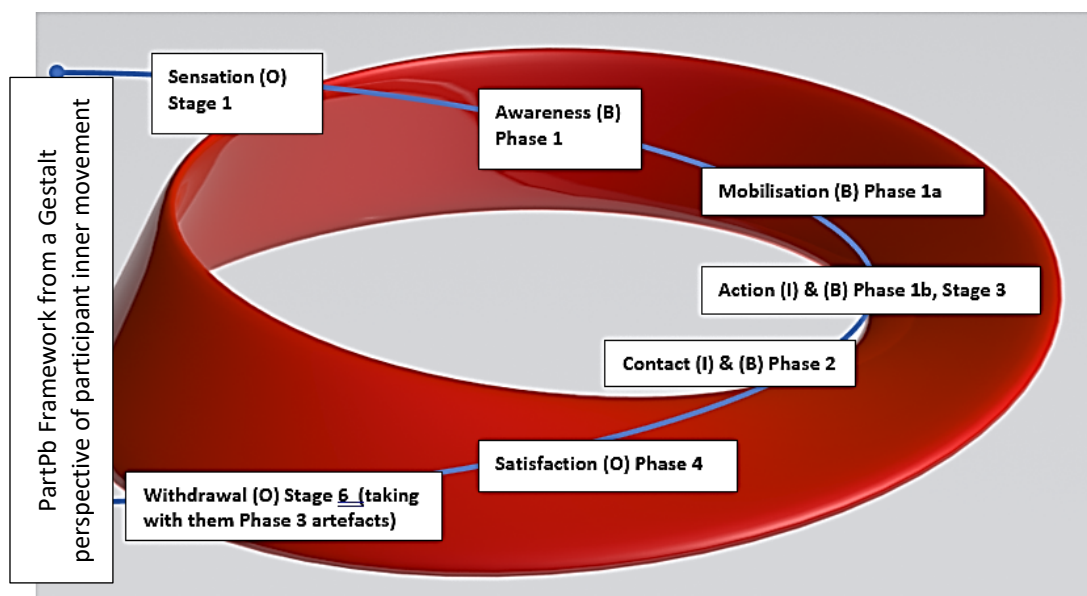 PartPb Framework from a Gestalt
perspective of participant inner movement
Sensation (O)
Stage 1
Awareness (B)
Phase 1
Mobilisation (B) Phase 1a
Action (I) & (B) Phase 1b, Stage 3
Contact (I) & (B) Phase 2
Satisfaction (O) Phase 4
Withdrawal (O) Stage 6 (taking
with them Phase 3 artefacts)